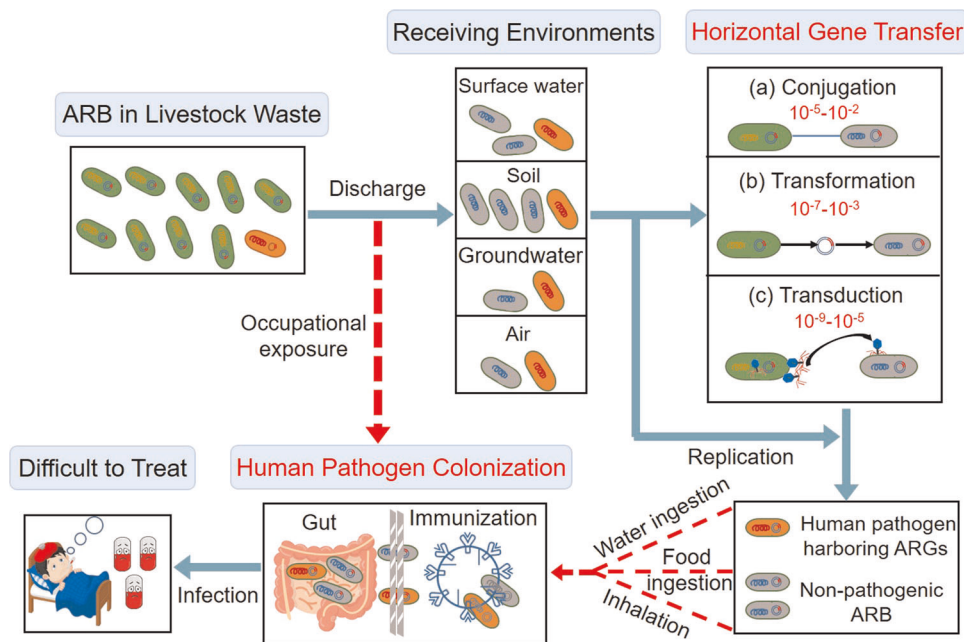 Receiving Environments
Horizontal Gene Transfer
ARB in Livestock Waste
Surface water
(a) Conjugation
10⁻⁵-10⁻²
Discharge
Soil
(b) Transformation
10⁻⁷-10⁻³
Groundwater
(c) Transduction
10⁻⁹-10⁻⁵
Occupational
exposure
Air
Difficult to Treat
Human Pathogen Colonization
Replication
Gut
Immunization
Water ingestion
Food
ingestion
Inhalation
Human pathogen
harboring ARGs
Non-pathogenic
ARB
Infection